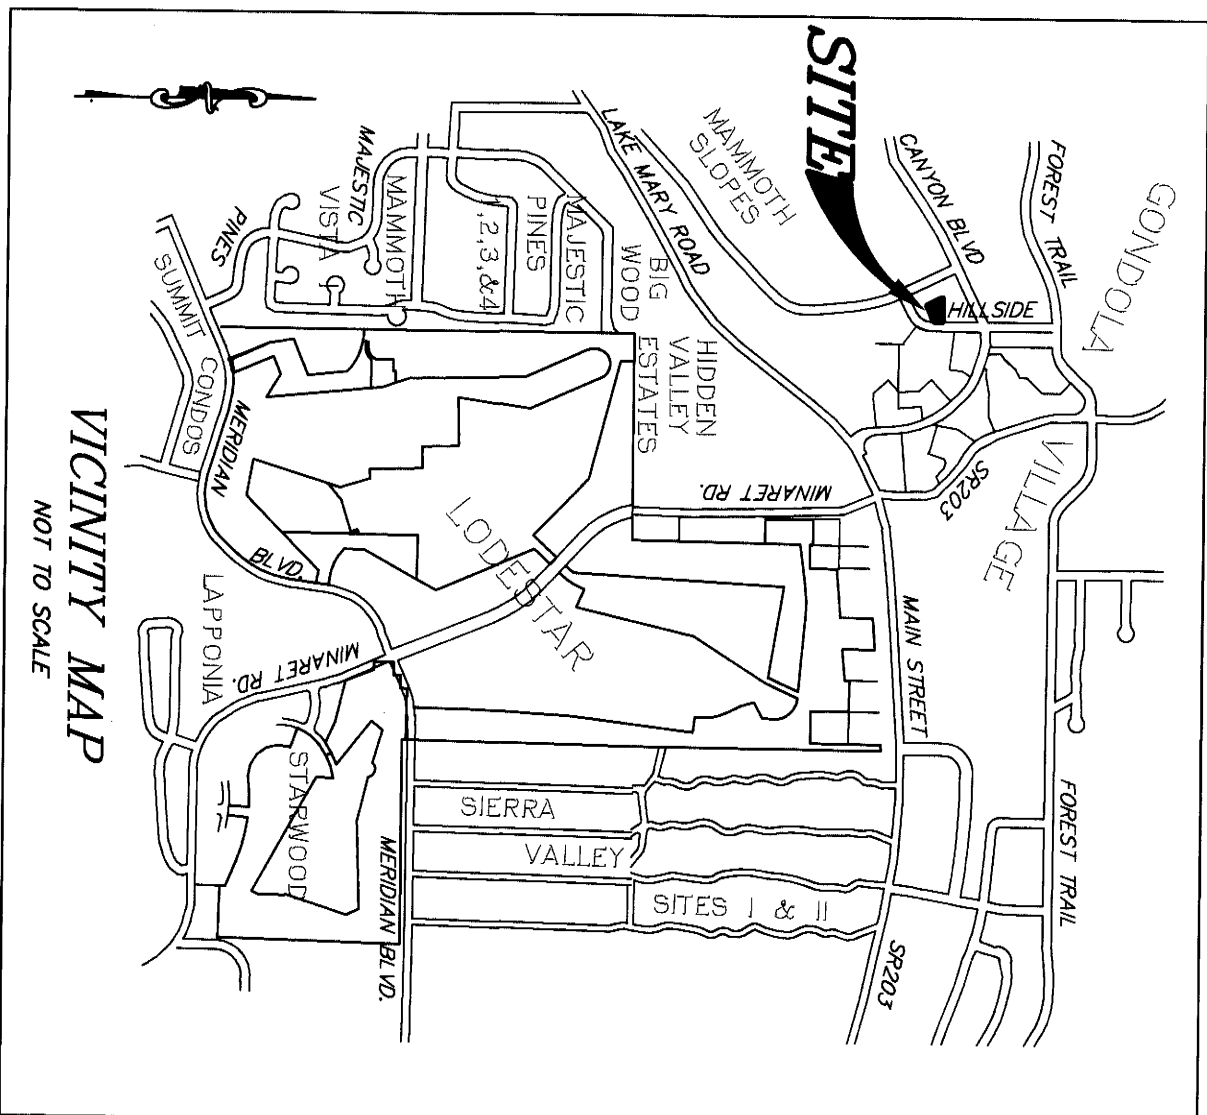 SITE
GONDOLA
VILLAGE
FOREST TRAIL
CANYON BLVD
HILLSIDE
MAMMOTH
SLOPES
LAKE MARY ROAD
SR203
MAIN STREET
FOREST TRAIL
SR203
BIG
WOOD
HIDDEN
VALLEY
ESTATES
MAJESTIC
PINES
1,2,3,&4
MAMMOTH
VISTA
MAJESTIC
PINES
SUMMIT CONDOS
MERIDIAN
BLVD.
MINARET RD.
LODESTAR
MINARET RD.
LAPPONIA
STARWOOD
MERIDIAN BLVD.
SIERRA
VALLEY
SITES I & II
VICINITY MAP
NOT TO SCALE